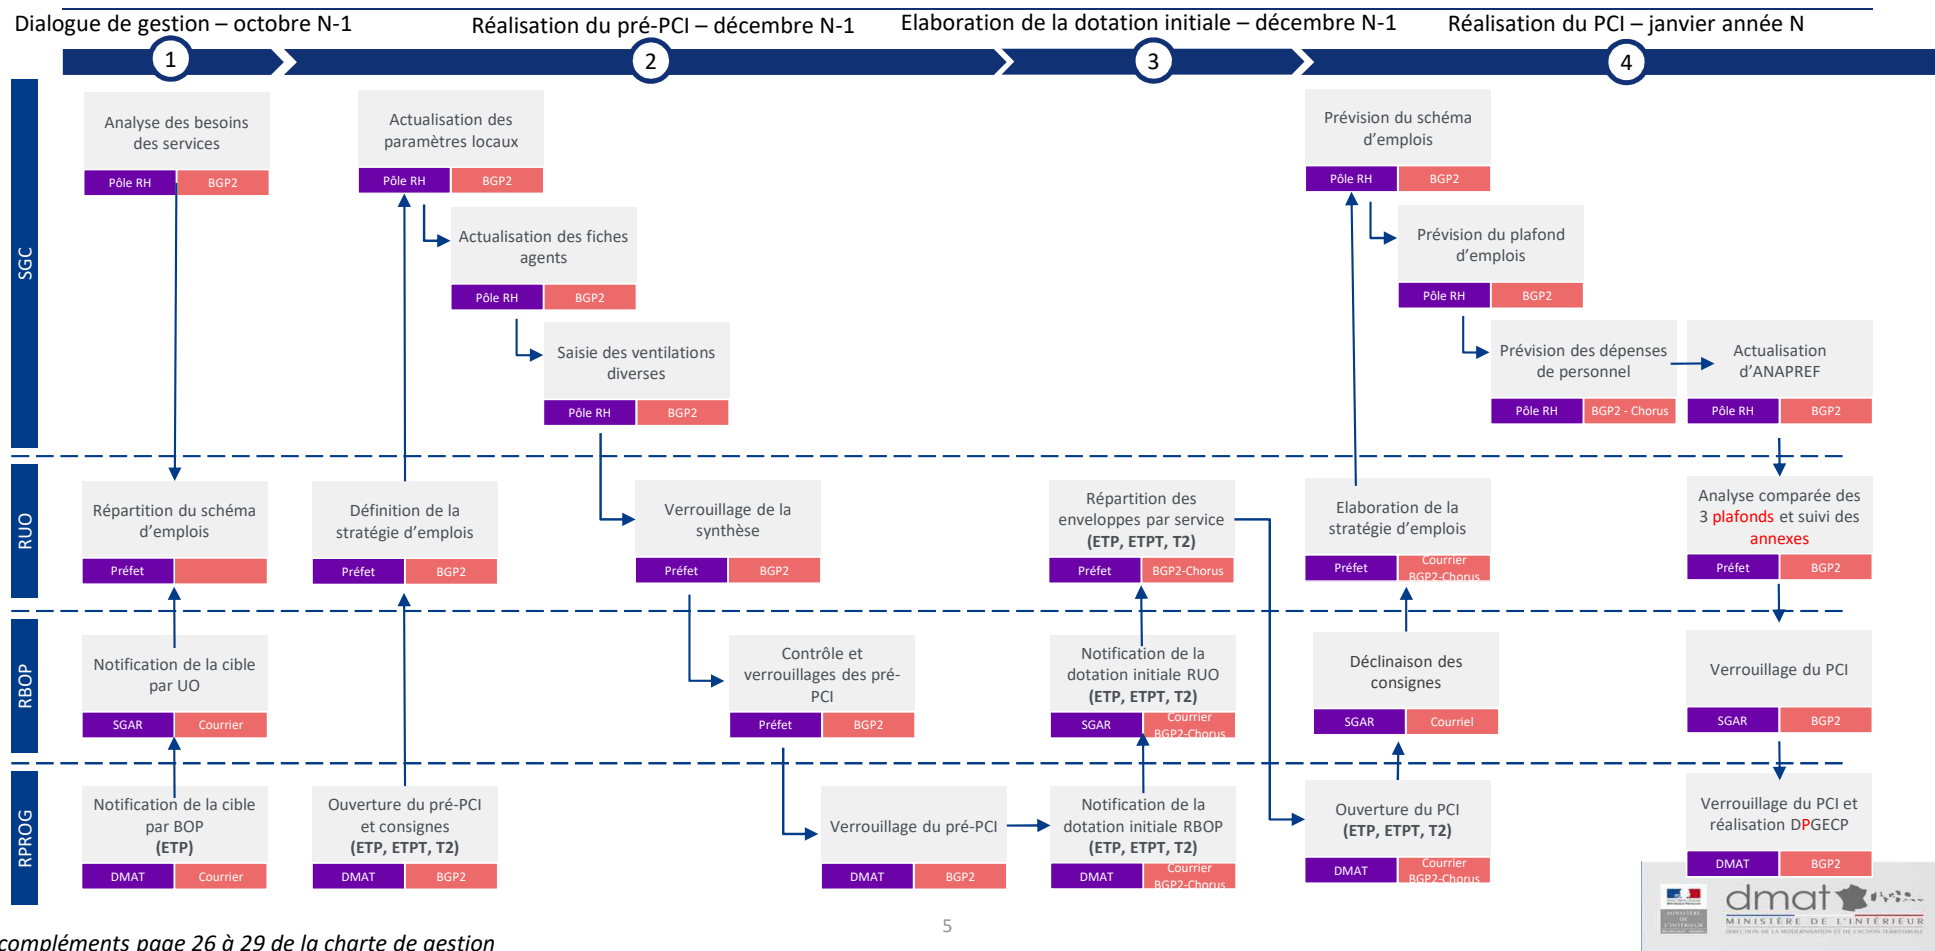 Dialogue de gestion – octobre N-1
Réalisation du pré-PCI – décembre N-1
Elaboration de la dotation initiale – décembre N-1
Réalisation du PCI – janvier année N
1
2
3
4
SGC
Analyse des besoins
des services
Pôle RH
BGP2
Actualisation des
paramètres locaux
Pôle RH
BGP2
Actualisation des fiches
agents
Pôle RH
BGP2
Saisie des ventilations
diverses
Pôle RH
BGP2
Prévision du schéma
d'emplois
Pôle RH
BGP2
Prévision du plafond
d'emplois
Pôle RH
BGP2
Prévision des dépenses
de personnel
Pôle RH
BGP2 - Chorus
Actualisation
d'ANAPREF
Pôle RH
BGP2
RUO
Répartition du schéma
d'emplois
Préfet
Définition de la
stratégie d'emplois
Préfet
BGP2
Verrouillage de la
synthèse
Préfet
BGP2
Répartition des
enveloppes par service
(ETP, ETPT, T2)
Préfet
BGP2-Chorus
Elaboration de la
stratégie d'emplois
Préfet
Courrier
BGP2-Chorus
Analyse comparée des
3 plafonds et suivi des
annexes
Préfet
BGP2
RBOP
Notification de la cible
par UO
SGAR
Courrier
Contrôle et
verrouillages des pré-
PCI
Préfet
BGP2
Notification de la
dotation initiale RUO
(ETP, ETPT, T2)
SGAR
Courrier
BGP2-Chorus
Déclinaison des
consignes
SGAR
Courriel
Verrouillage du PCI
SGAR
BGP2
RPROG
Notification de la cible
par BOP
(ETP)
DMAT
Courrier
Ouverture du pré-PCI
et consignes
(ETP, ETPT, T2)
DMAT
BGP2
Verrouillage du pré-PCI
DMAT
BGP2
Notification de la
dotation initiale RBOP
(ETP, ETPT, T2)
DMAT
Courrier
BGP2-Chorus
Ouverture du PCI
(ETP, ETPT, T2)
DMAT
Courrier
BGP2-Chorus
Verrouillage du PCI et
réalisation DPGECP
DMAT
BGP2
dmat
MINISTÈRE DE L'INTÉRIEUR
DIRECTION DE LA MODERNISATION ET DE L'ACTION TERRITORIALE
5
compléments page 26 à 29 de la charte de gestion